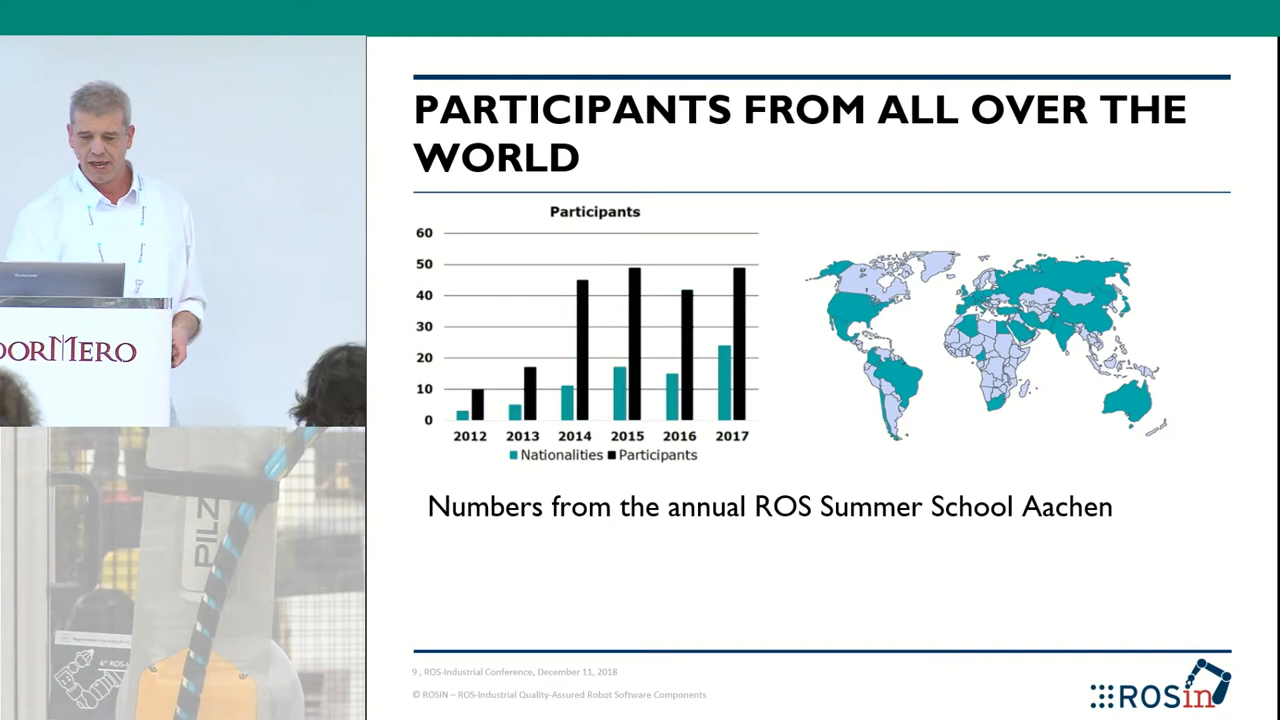 PARTICIPANTS FROM ALL OVER THE
WORLD
Participants
60
50
40
30
20
10
0
2012 2013 2014 2015 2016 2017
Nationalities Participants
Numbers from the annual ROS Summer School Aachen
9 , ROS-Industrial Conference, December 11, 2018
© ROSIN – ROS-Industrial Quality-Assured Robot Software Components
ROSin
DORMERO
PILZ